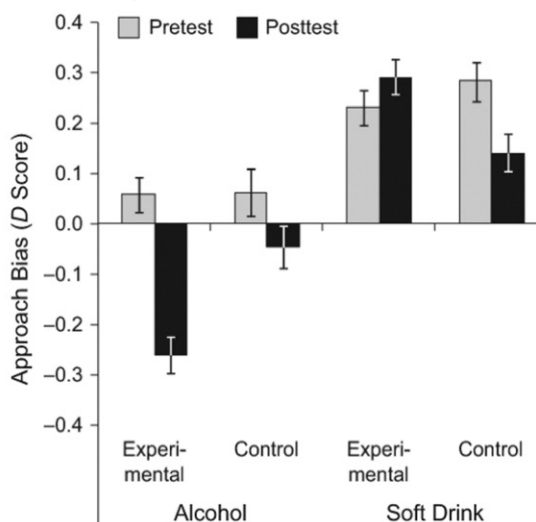 0.4
Pretest Posttest
0.3
0.2
0.1
0.0
–0.1
–0.2
–0.3
–0.4
Approach Bias (D Score)
Experi- Control Experi- Control
mental mental
Alcohol Soft Drink